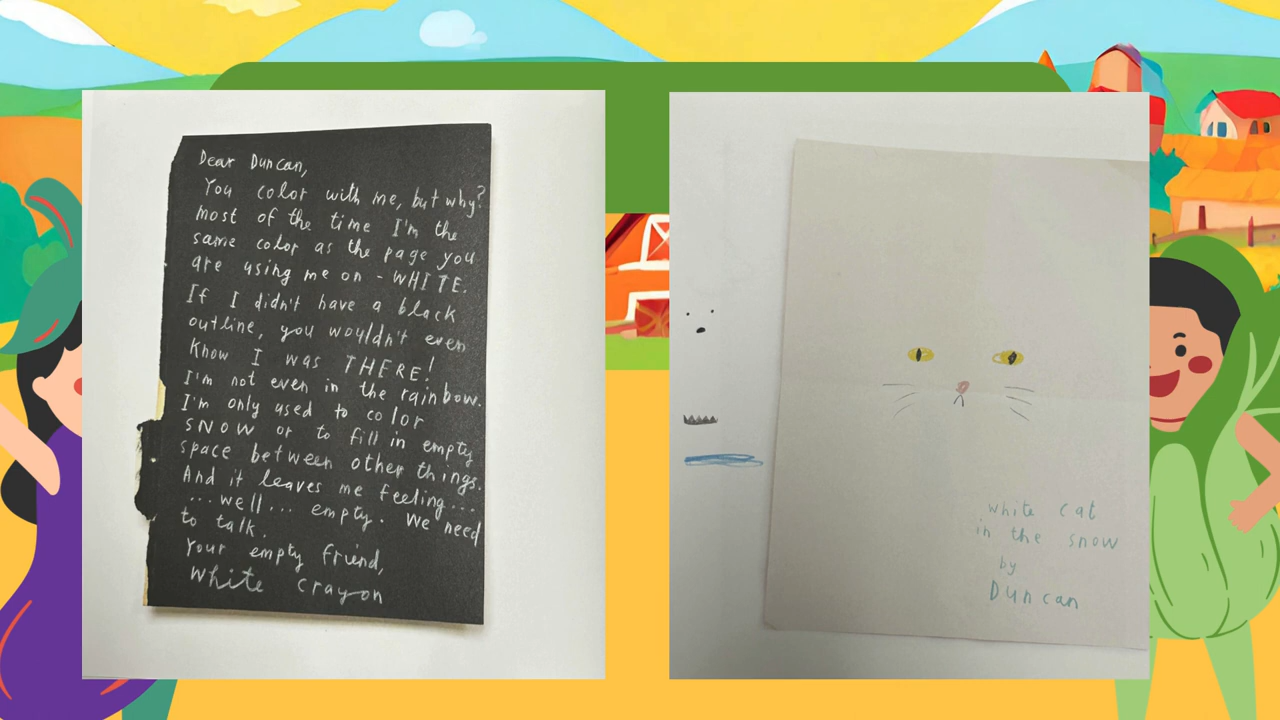 Dear Duncan,
You color with me, but why?
most of the time I'm the
same color as the page you
are using me on - WHITE.
If I didn't have a black
outline, you wouldn't even
know I was THERE!
I'm not even in the rainbow.
I'm only used to color
SNOW or to fill in empty
space between other things.
And it leaves me feeling...
...well... empty. We need
to talk.
Your empty friend,
White crayon
white cat
in the snow
by
Duncan